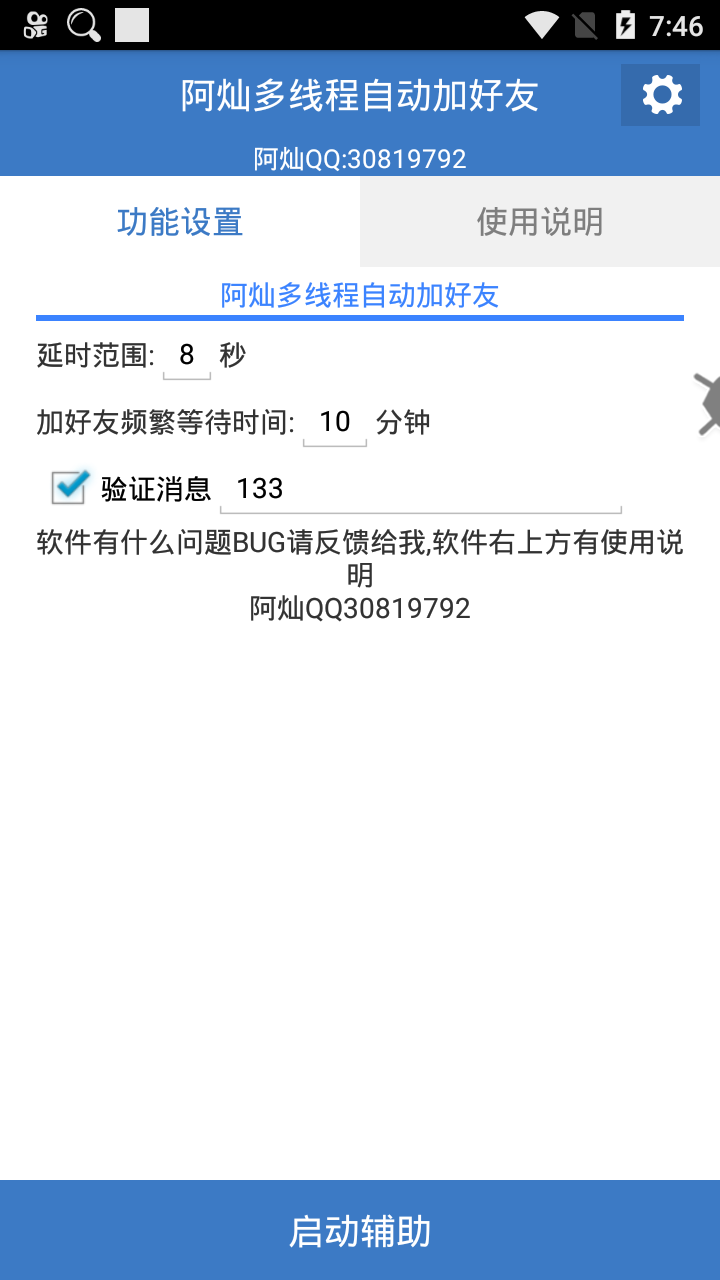 7:46
阿灿多线程自动加好友
阿灿QQ:30819792
功能设置
使用说明
阿灿多线程自动加好友
延时范围: 8 秒
加好友频繁等待时间: 10 分钟
验证消息 133
软件有什么问题BUG请反馈给我,软件右上方有使用说
明
阿灿QQ30819792
启动辅助